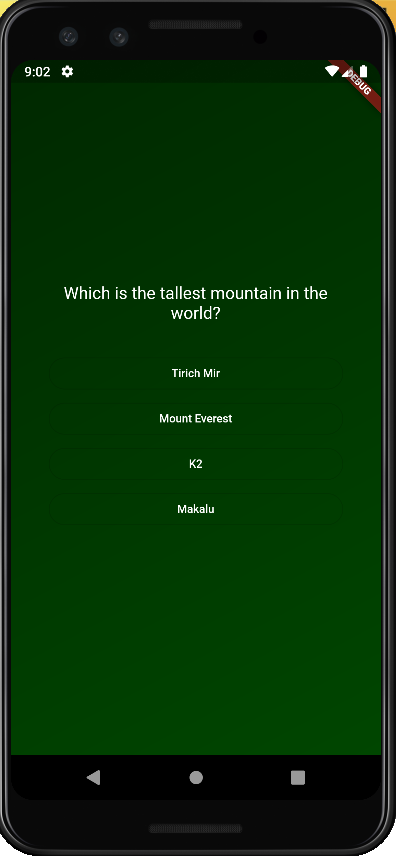 9:02
DEBUG
Which is the tallest mountain in the
world?
Tirich Mir
Mount Everest
K2
Makalu